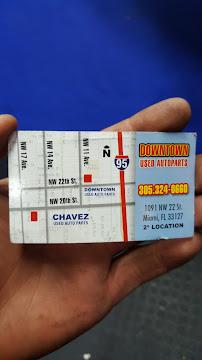 NW 17 Ave.
NW 14 Ave.
NW 11 Ave.
N
95
NW 22th St.
DOWNTOWN
USED AUTO PARTS
NW 20th St.
CHAVEZ
USED AUTO PARTS
DOWNTOWN
USED AUTOPARTS
305.324-0660
1091 NW 22 St.
Miami, FL 33127
2° LOCATION